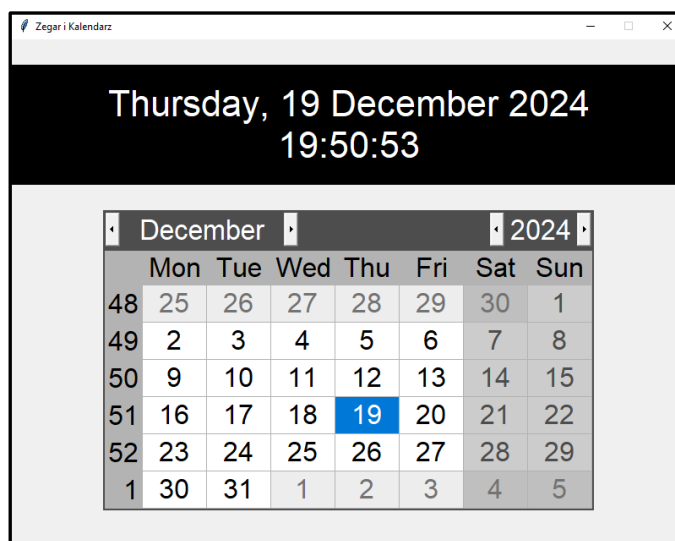 Zegar i Kalendarz
Thursday, 19 December 2024
19:50:53
December 2024
Mon Tue Wed Thu Fri Sat Sun
48 25 26 27 28 29 30 1
49 2 3 4 5 6 7 8
50 9 10 11 12 13 14 15
51 16 17 18 19 20 21 22
52 23 24 25 26 27 28 29
1 30 31 1 2 3 4 5